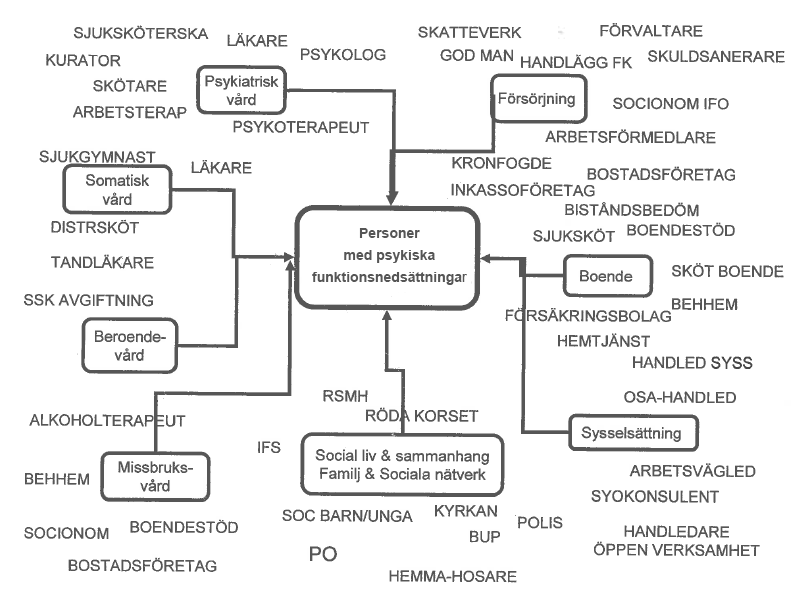 SJUKSKÖTERSKA
LÄKARE
KURATOR
PSYKOLOG
SKÖTARE
Psykiatrisk
vård
ARBETSTERAP
PSYKOTERAPEUT
SKATTEVERK
FÖRVALTARE
GOD MAN
HANDLÄGG FK
SKULDSANERARE
Försörjning
SOCIONOM IFO
ARBETSFÖRMEDLARE
KRONFOGDE
BOSTADSFÖRETAG
INKASSOFÖRETAG
SJUKGYMNAST
LÄKARE
Somatisk
vård
DISTRSKÖT
TANDLÄKARE
SSK AVGIFTNING
Beroende-
vård
Personer
med psykiska
funktionsnedsättningar
BISTÅNDSBEDÖM
SJUKSKÖT
BOENDESTÖD
Boende
SKÖT BOENDE
BEHHEM
FÖRSÄKRINGSBOLAG
HEMTJÄNST
HANDLED SYSS
OSA-HANDLED
Sysselsättning
ARBETSVÄGLED
SYOKONSULENT
HANDLEDARE
ÖPPEN VERKSAMHET
ALKOHOLTERAPEUT
Missbruks-
vård
BEHHEM
SOCIONOM
BOENDESTÖD
BOSTADSFÖRETAG
RSMH
RÖDA KORSET
IFS
Social liv & sammanhang
Familj & Sociala nätverk
SOC BARN/UNGA
KYRKAN
POLIS
BUP
PO
HEMMA-HOSARE